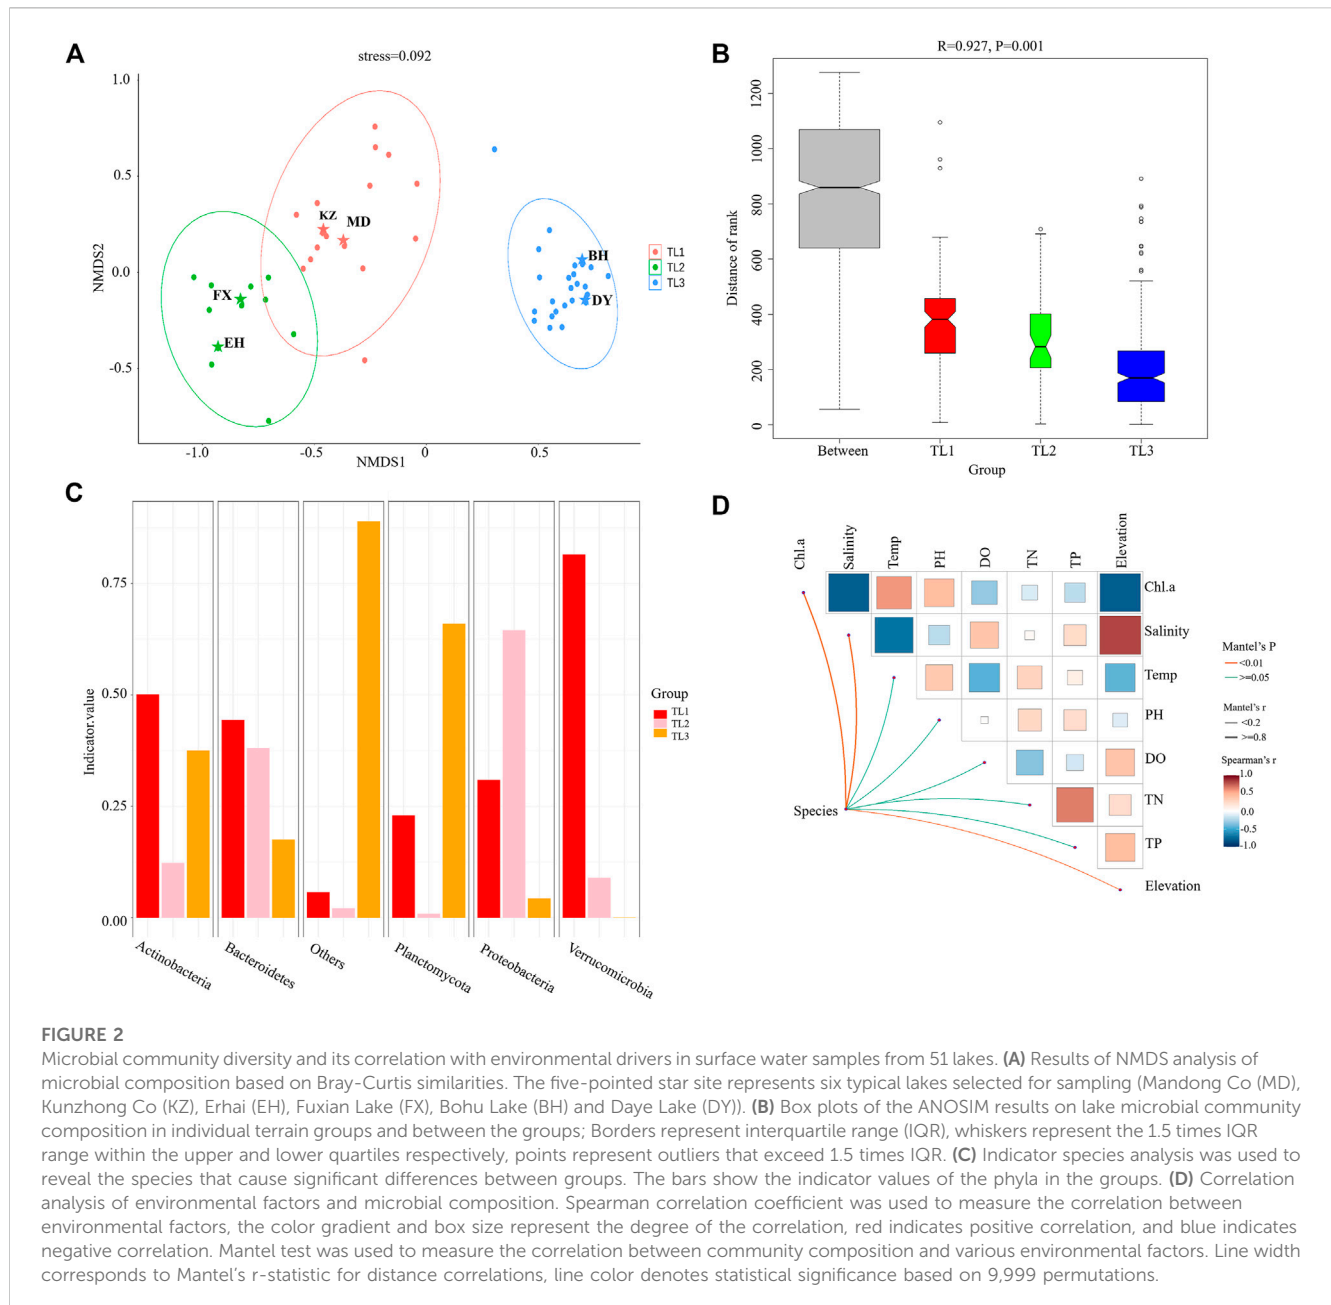 A
stress=0.092
1.0
0.5
0.0
-0.5
NMDS2
KZ
MD
FX
EH
BH
DY
TL1
TL2
TL3
-1.0
-0.5
0
0.5
NMDS1
B
R=0.927, P=0.001
1200
1000
800
600
400
200
0
Distance of rank
Between
TL1
TL2
TL3
Group
C
0.75
0.50
0.25
0.00
Indicator.value
Group
TL1
TL2
TL3
Actinobacteria
Bacteroidetes
Others
Planctomycota
Proteobacteria
Verrucomicrobia
D
Chl.a
Salinity
Temp
PH
DO
TN
TP
Elevation
Chl.a
Salinity
Temp
PH
DO
TN
TP
Elevation
Species
Mantel's P
<0.01
>=0.05
Mantel's r
<0.2
>=0.8
Spearman's r
1.0
0.5
0.0
-0.5
-1.0
FIGURE 2
Microbial community diversity and its correlation with environmental drivers in surface water samples from 51 lakes. (A) Results of NMDS analysis of
microbial composition based on Bray-Curtis similarities. The five-pointed star site represents six typical lakes selected for sampling (Mandong Co (MD),
Kunzhong Co (KZ), Erhai (EH), Fuxian Lake (FX), Bohu Lake (BH) and Daye Lake (DY)). (B) Box plots of the ANOSIM results on lake microbial community
composition in individual terrain groups and between the groups; Borders represent interquartile range (IQR), whiskers represent the 1.5 times IQR
range within the upper and lower quartiles respectively, points represent outliers that exceed 1.5 times IQR. (C) Indicator species analysis was used to
reveal the species that cause significant differences between groups. The bars show the indicator values of the phyla in the groups. (D) Correlation
analysis of environmental factors and microbial composition. Spearman correlation coefficient was used to measure the correlation between
environmental factors, the color gradient and box size represent the degree of the correlation, red indicates positive correlation, and blue indicates
negative correlation. Mantel test was used to measure the correlation between community composition and various environmental factors. Line width
corresponds to Mantel's r-statistic for distance correlations, line color denotes statistical significance based on 9,999 permutations.